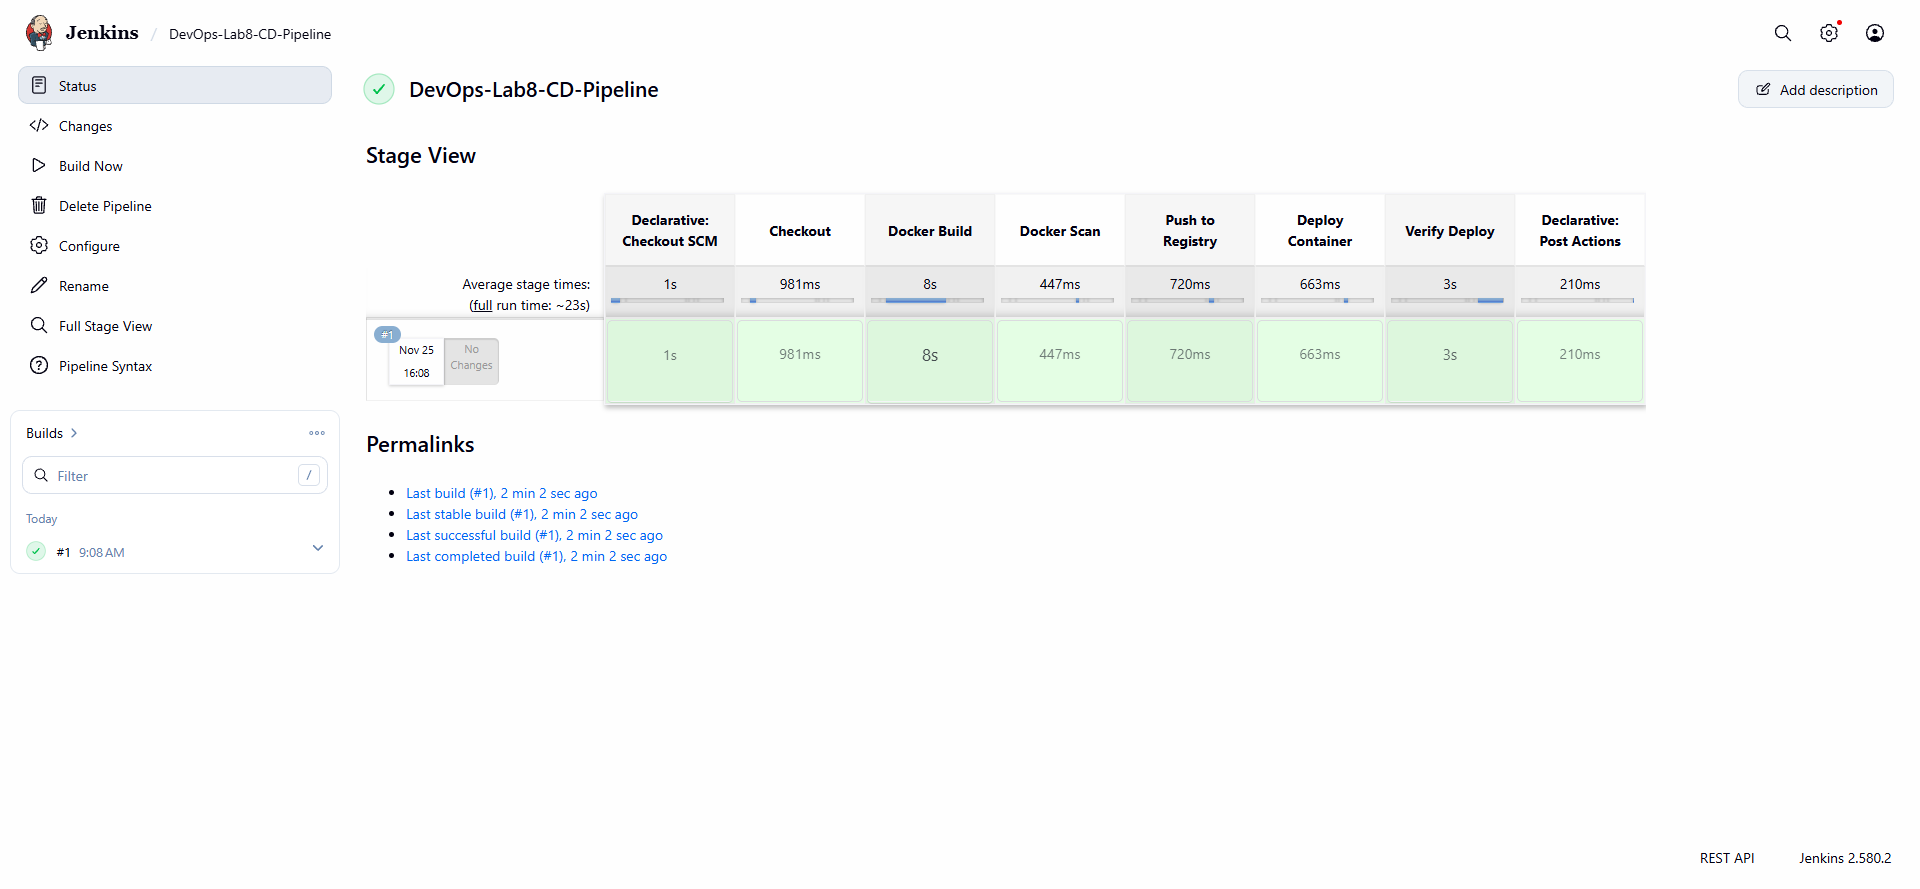 Jenkins / DevOps-Lab8-CD-Pipeline
Status
Changes
Build Now
Delete Pipeline
Configure
Rename
Full Stage View
Pipeline Syntax
Builds
Filter /
Today
#1 9:08 AM
DevOps-Lab8-CD-Pipeline
Add description
Stage View
Declarative: Checkout SCM
Checkout
Docker Build
Docker Scan
Push to Registry
Deploy Container
Verify Deploy
Declarative: Post Actions
Average stage times:
(full run time: ~23s)
1s 981ms 8s 447ms 720ms 663ms 3s 210ms
#1
Nov 25
16:08
No
Changes
1s 981ms 8s 447ms 720ms 663ms 3s 210ms
Permalinks
Last build (#1), 2 min 2 sec ago
Last stable build (#1), 2 min 2 sec ago
Last successful build (#1), 2 min 2 sec ago
Last completed build (#1), 2 min 2 sec ago
REST API Jenkins 2.580.2